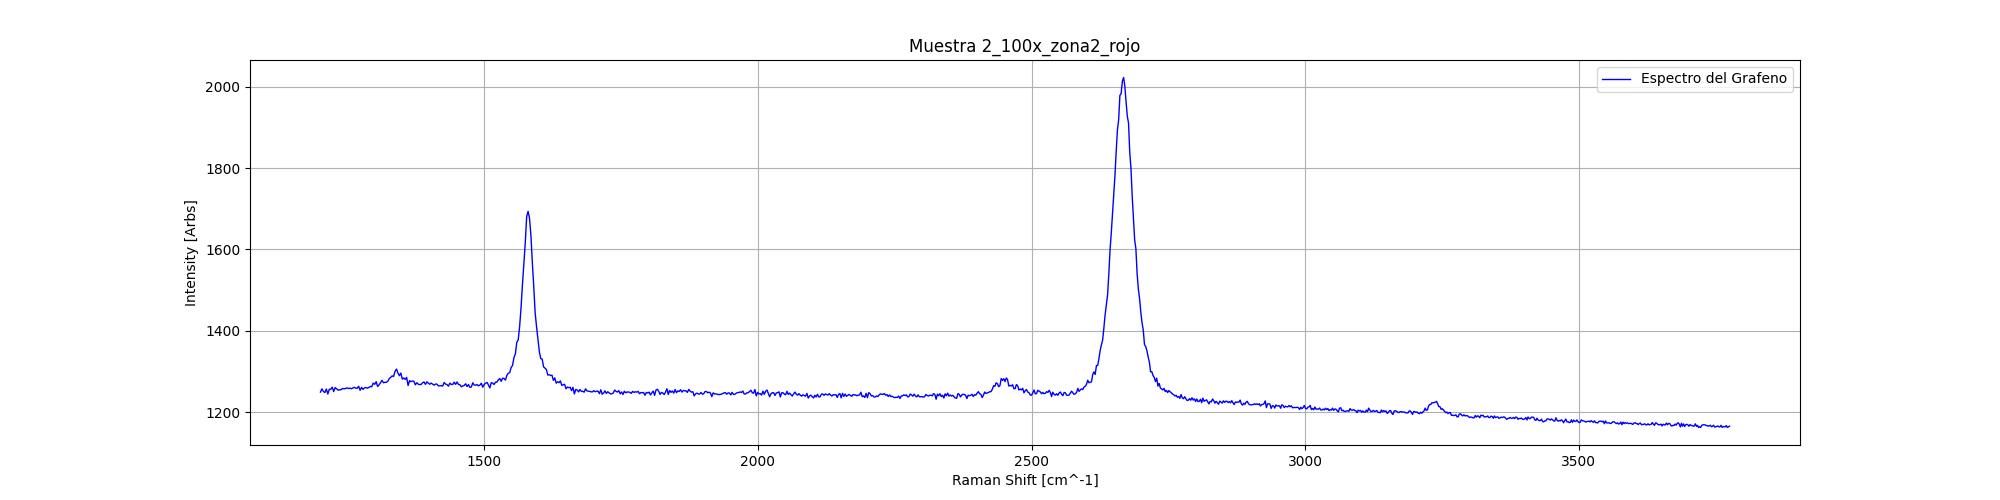 Muestra 2_100x_zona2_rojo
Espectro del Grafeno
2000
1800
1600
1400
1200
Intensity [Arbs]
1500 2000 2500 3000 3500
Raman Shift [cm^-1]